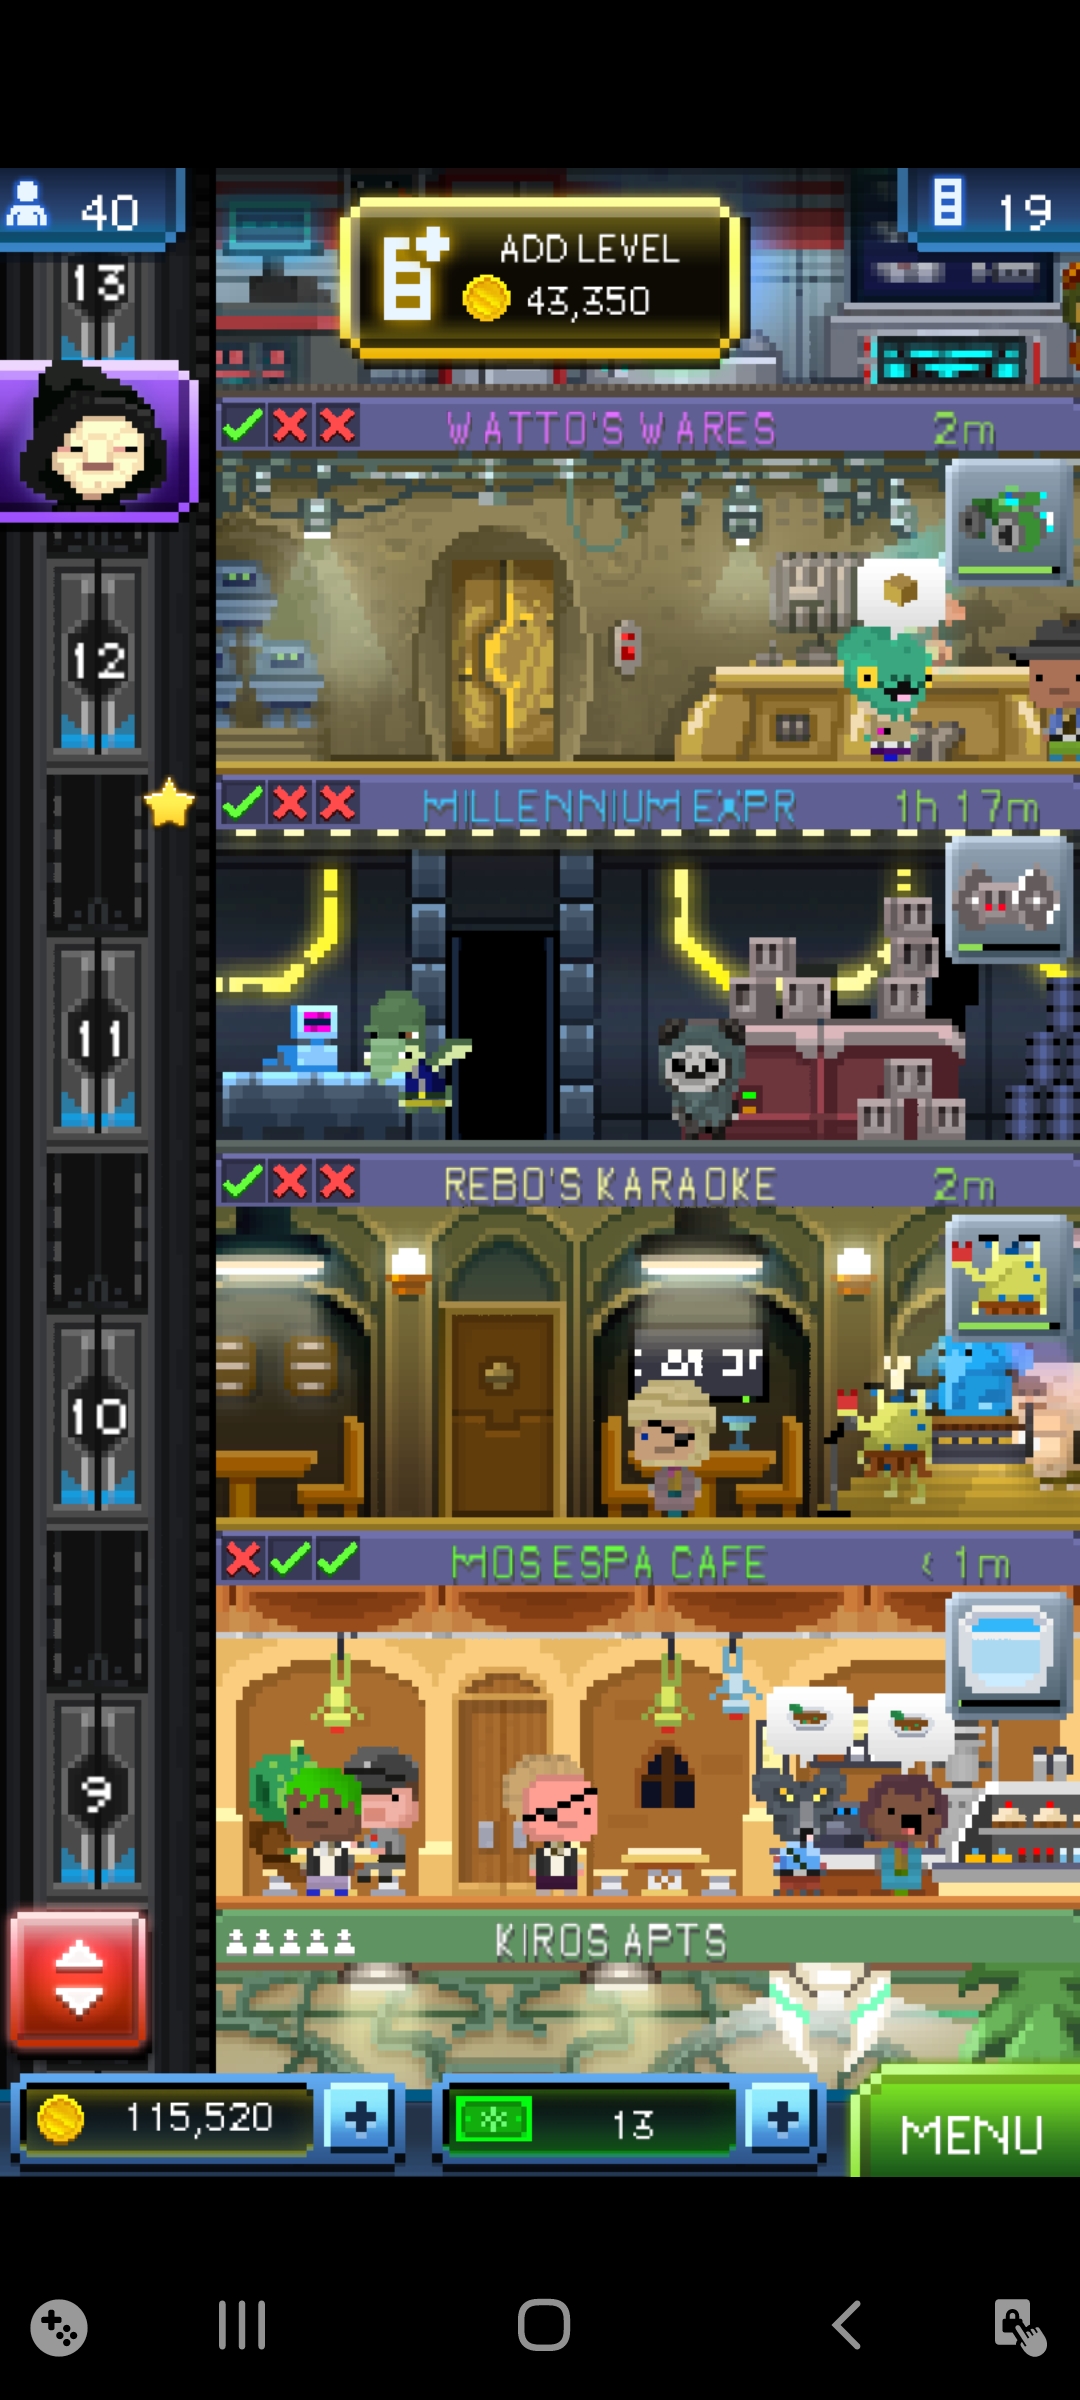 40
ADD LEVEL
43,350
19
13
WATTO'S WARES
2m
12
MILLENNIUM EXPR
1h 17m
11
REBO'S KARAOKE
2m
10
MOS ESPA CAFE
< 1m
9
KIROS APTS
115,520
13
MENU